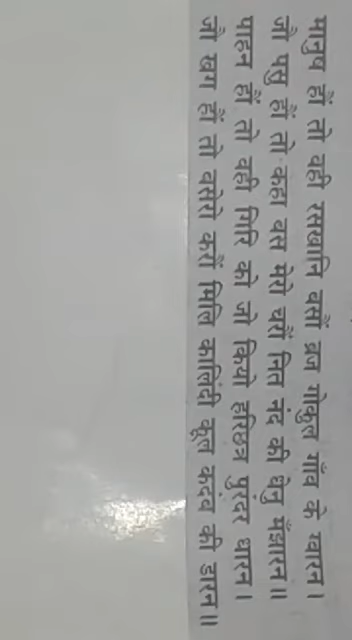 मानुष हौं तो वही रसखानि बसौं ब्रज गोकुल गाँव के ग्वारन।
जौ पसु हौं तो कहा बस मेरो चरौं नित नंद की धेनु मँझारन॥
पाहन हौं तो वही गिरि को जो कियो हरिछत्र पुरंदर धारन।
जौ खग हौं तो बसेरो करौं मिलि कालिंदी कूल कदंब की डारन॥